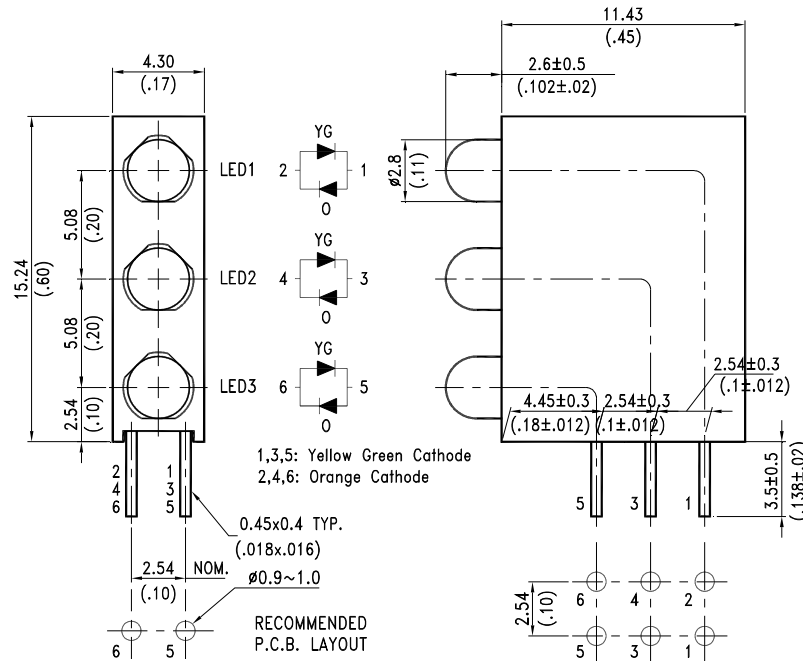 11.43
(.45)
4.30
(.17)
2.6±0.5
(.102±.02)
YG
LED1
2
1
O
ø2.8
(.11)
5.08
(.20)
15.24
(.60)
YG
LED2
4
3
O
5.08
(.20)
YG
LED3
6
5
O
2.54
(.10)
2.54±0.3
(.1±.012)
4.45±0.3
2.54±0.3
(.18±.012)
(.1±.012)
1,3,5: Yellow Green Cathode
2,4,6: Orange Cathode
2
1
4
3
6
5
5
3
1
3.5±0.5
(.138±.02)
0.45x0.4 TYP.
(.018x.016)
2.54 NOM.
(.10)
ø0.9~1.0
6
5
RECOMMENDED
P.C.B. LAYOUT
2.54
(.10)
6
4
2
5
3
1